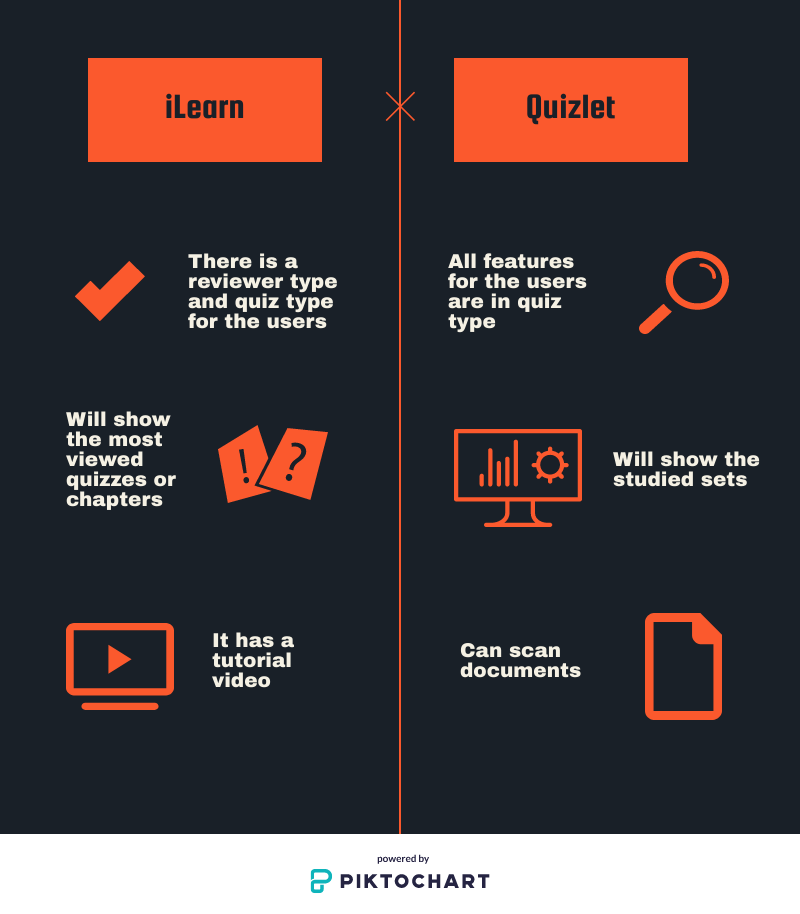 iLearn
Quizlet
There is a
reviewer type
and quiz type
for the users
All features
for the users
are in quiz
type
Will show
the most
viewed
quizzes or
chapters
! ?
Will show the
studied sets
It has a
tutorial
video
Can scan
documents
powered by
PIKTOCHART